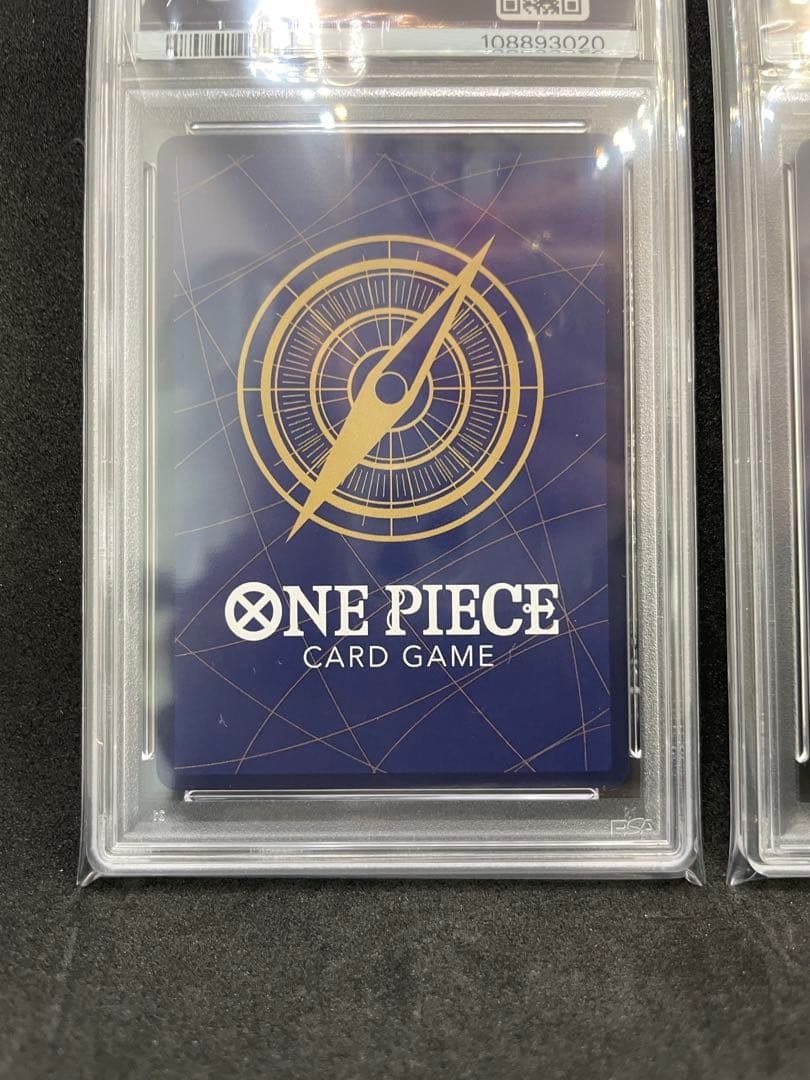 108893020
ONE PIECE
CARD GAME
PSA